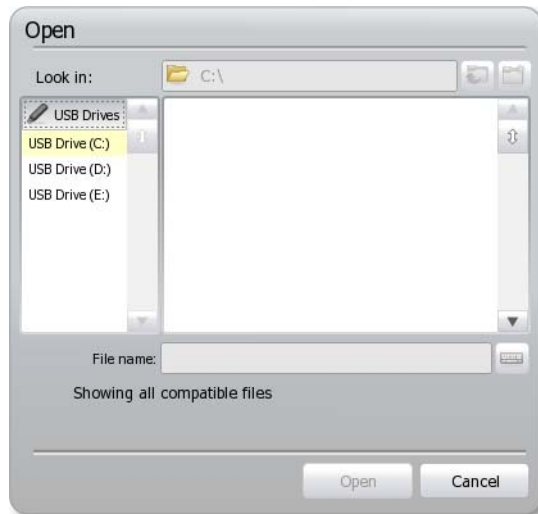 Open
Look in:
C:\
USB Drives
USB Drive (C:)
USB Drive (D:)
USB Drive (E:)
File name:
Showing all compatible files
Open
Cancel